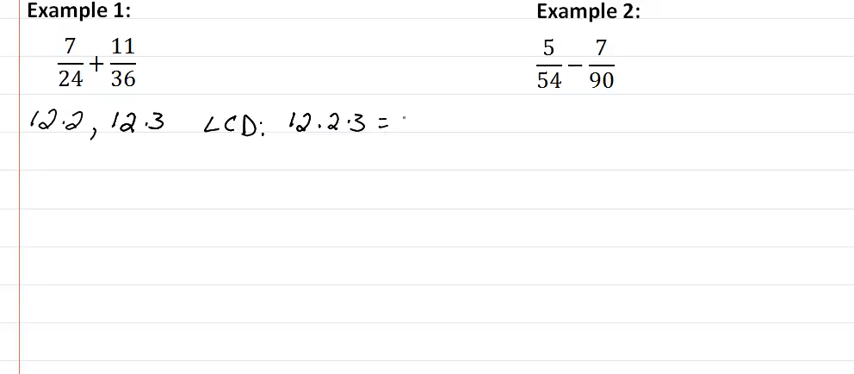 Example 1:
7/24 + 11/36
12·2, 12·3 LCD: 12·2·3 =
Example 2:
5/54 − 7/90